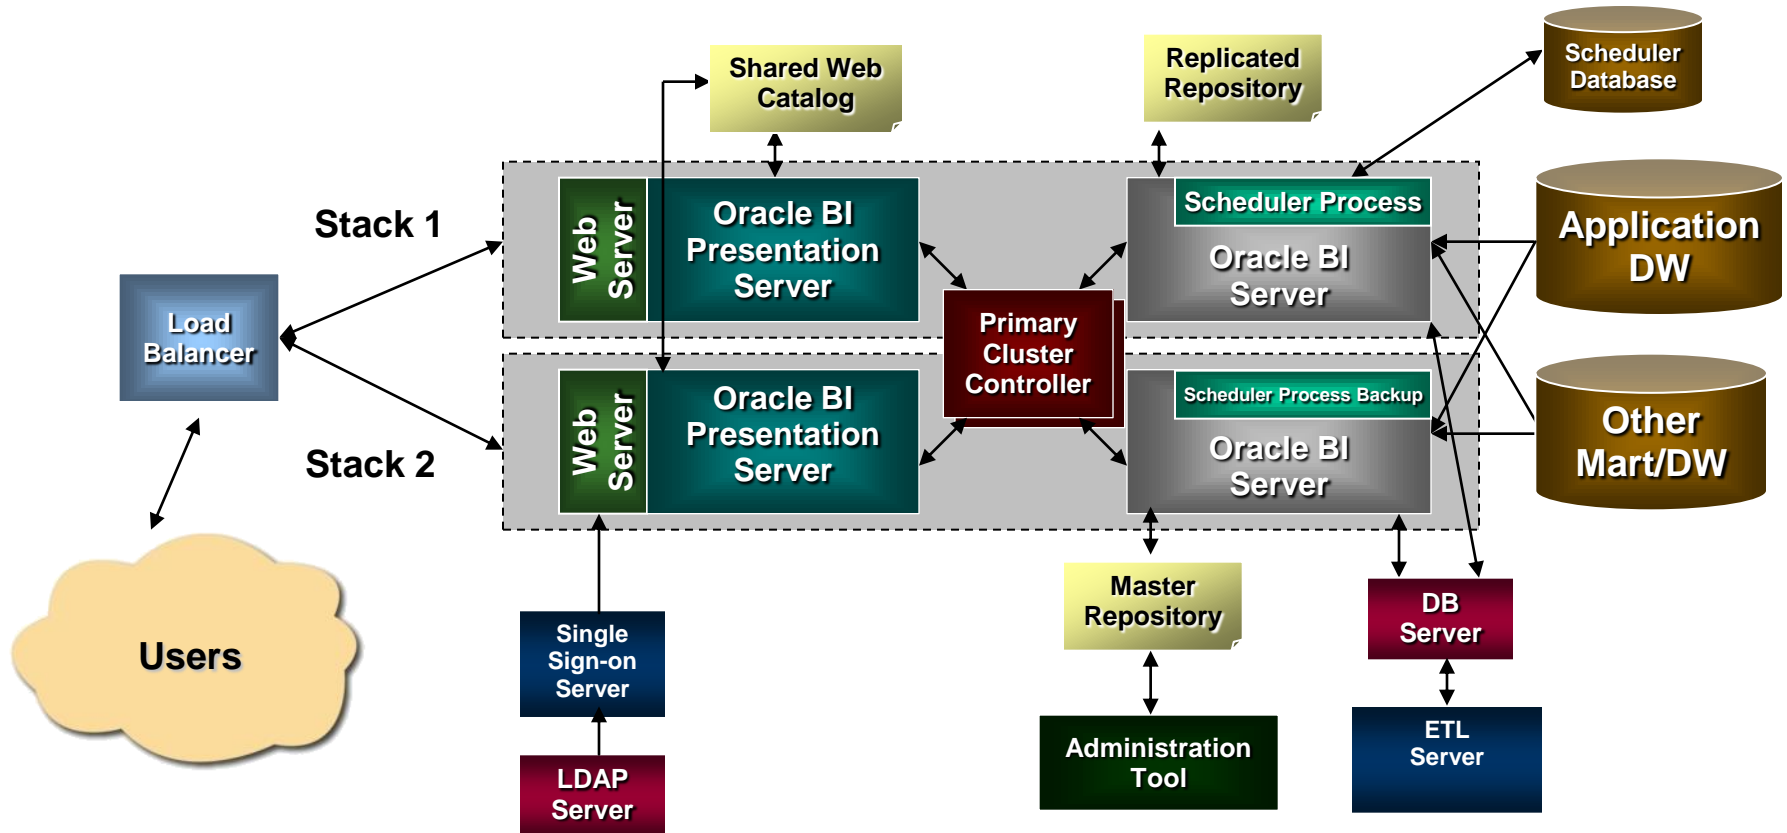 Shared Web
Catalog
Replicated
Repository
Scheduler
Database
Stack 1
Web
Server
Oracle BI
Presentation
Server
Scheduler Process
Oracle BI
Server
Application
DW
Load
Balancer
Primary
Cluster
Controller
Stack 2
Web
Server
Oracle BI
Presentation
Server
Scheduler Process Backup
Oracle BI
Server
Other
Mart/DW
Users
Single
Sign-on
Server
Master
Repository
DB
Server
LDAP
Server
Administration
Tool
ETL
Server